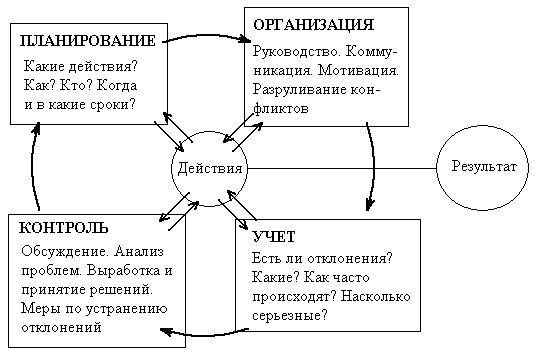 ПЛАНИРОВАНИЕ
Какие действия?
Как? Кто? Когда
и в какие сроки?
ОРГАНИЗАЦИЯ
Руководство. Комму-
никация. Мотивация.
Разруливание кон-
фликтов
Действия
Результат
КОНТРОЛЬ
Обсуждение. Анализ
проблем. Выработка и
принятие решений.
Меры по устранению
отклонений
УЧЕТ
Есть ли отклонения?
Какие? Как часто
происходят? Насколько
серьезные?